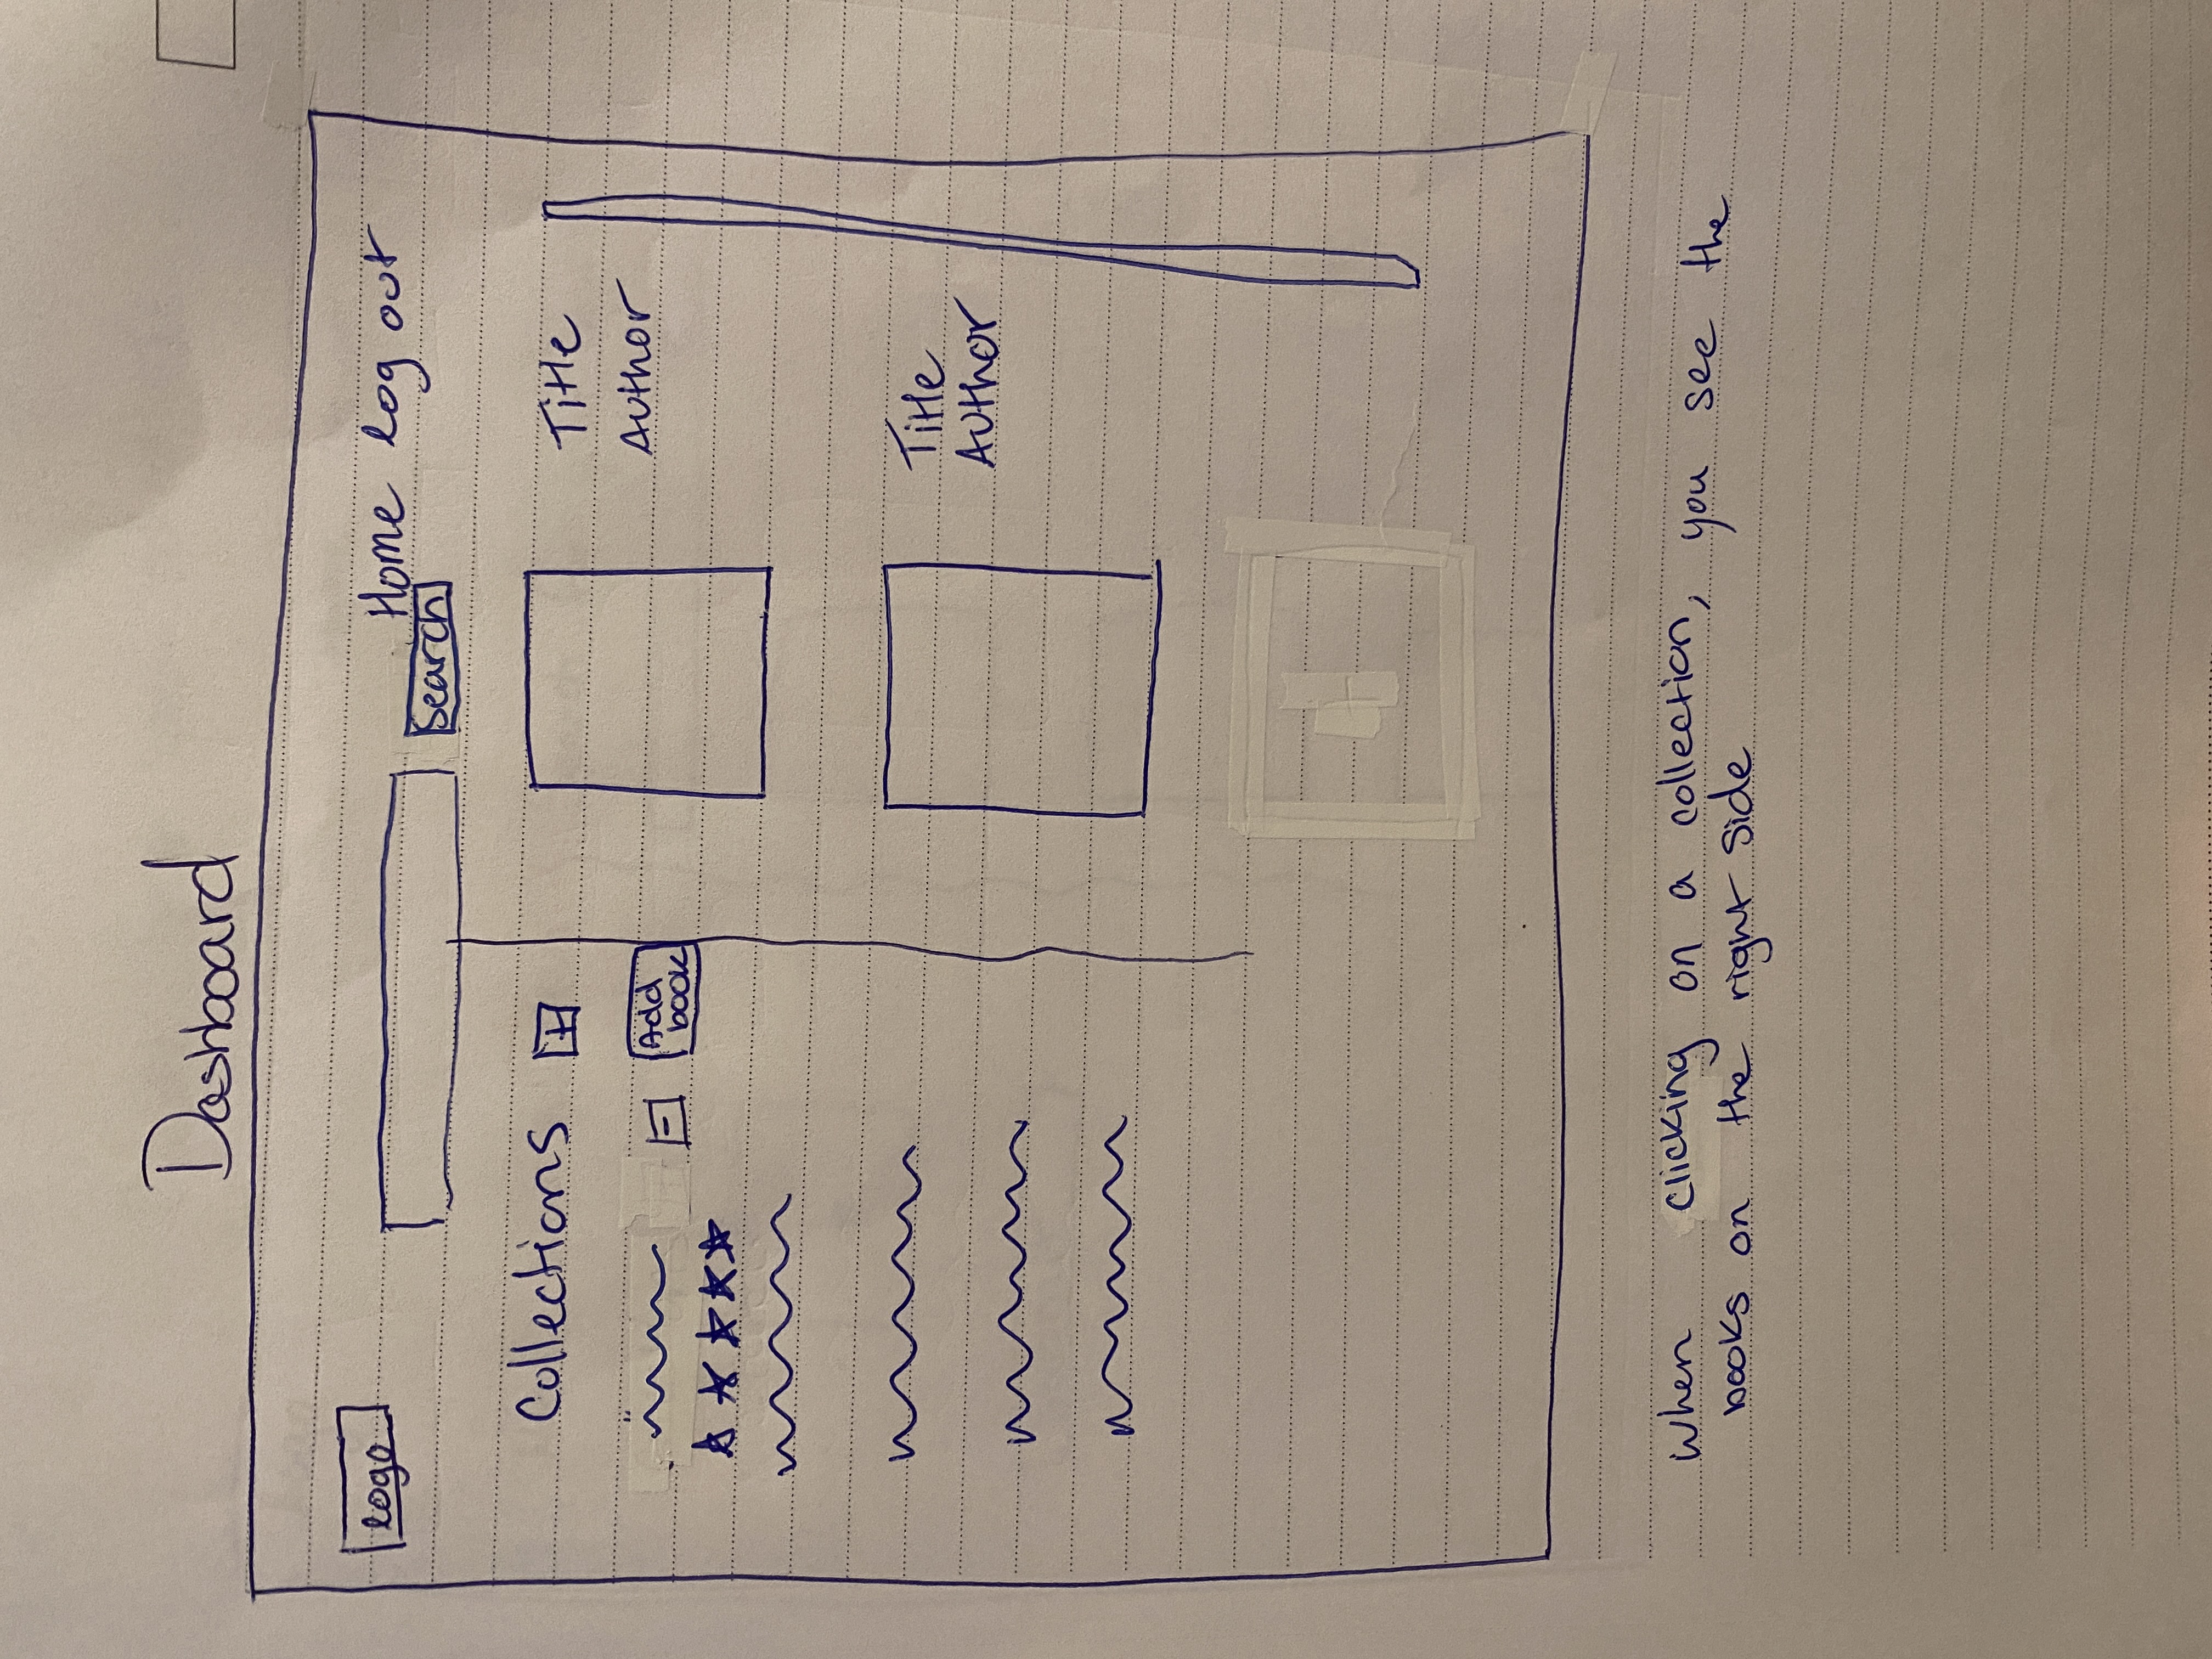 Dashboard
logo
Home log out
Search
Collections +
Title
Author
-
Add
book
Title
Author
when clicking on a collection, you see the
books on the right side